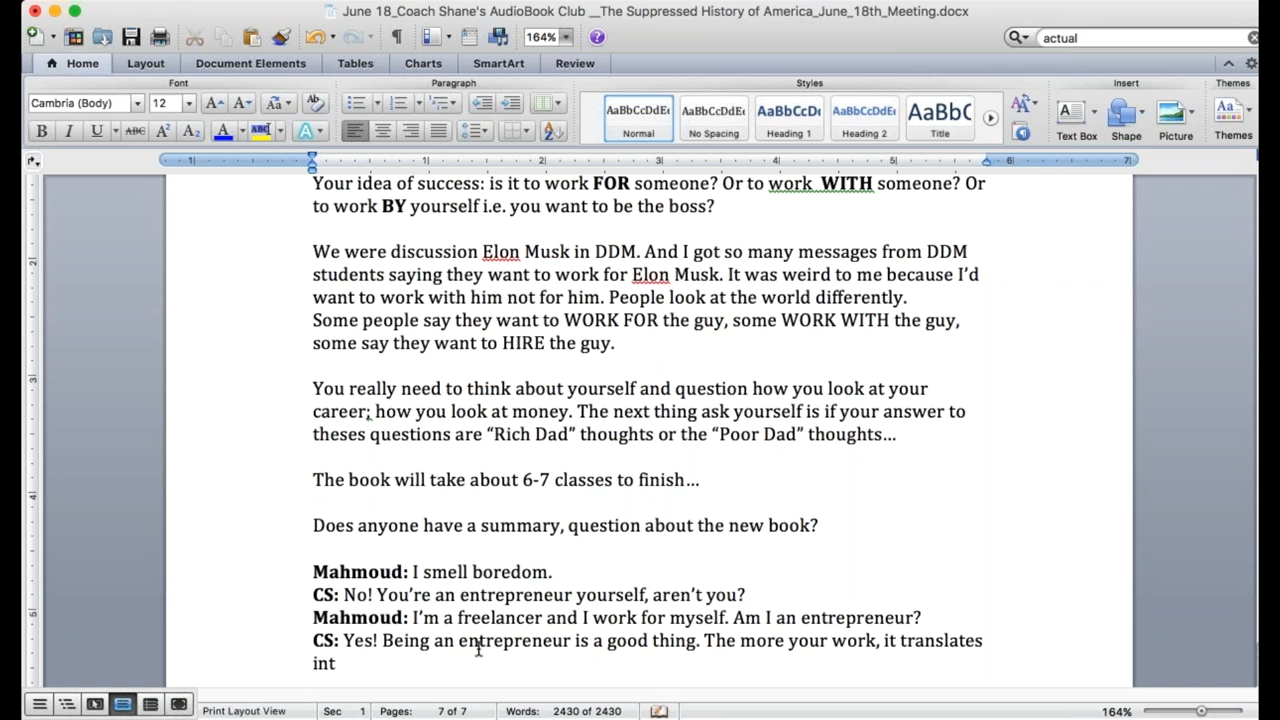 June 18_Coach Shane's AudioBook Club __The Suppressed History of America_June_18th_Meeting.docx
164%
actual
Home Layout Document Elements Tables Charts SmartArt Review
Font Paragraph Styles Insert Themes
Cambria (Body) 12
AaBbCcDdEe AaBbCcDdEe AaBbCcDc AaBbCcDdEe AaBbC
Normal No Spacing Heading 1 Heading 2 Title
Text Box Shape Picture Themes
Your idea of success: is it to work FOR someone? Or to work WITH someone? Or
to work BY yourself i.e. you want to be the boss?
We were discussion Elon Musk in DDM. And I got so many messages from DDM
students saying they want to work for Elon Musk. It was weird to me because I’d
want to work with him not for him. People look at the world differently.
Some people say they want to WORK FOR the guy, some WORK WITH the guy,
some say they want to HIRE the guy.
You really need to think about yourself and question how you look at your
career; how you look at money. The next thing ask yourself is if your answer to
theses questions are “Rich Dad” thoughts or the “Poor Dad” thoughts…
The book will take about 6-7 classes to finish…
Does anyone have a summary, question about the new book?
Mahmoud: I smell boredom.
CS: No! You’re an entrepreneur yourself, aren’t you?
Mahmoud: I’m a freelancer and I work for myself. Am I an entrepreneur?
CS: Yes! Being an entrepreneur is a good thing. The more your work, it translates
int
Print Layout View Sec 1 Pages: 7 of 7 Words: 2430 of 2430 164%